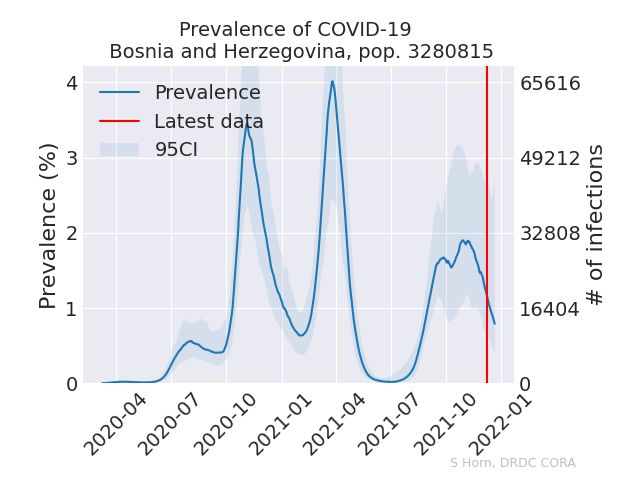 Prevalence of COVID-19
Bosnia and Herzegovina, pop. 3280815
Prevalence
Latest data
95CI
Prevalence (%)
4
3
2
1
0
65616
49212
32808
16404
0
# of infections
2020-04
2020-07
2020-10
2021-01
2021-04
2021-07
2021-10
2022-01
S Horn, DRDC CORA